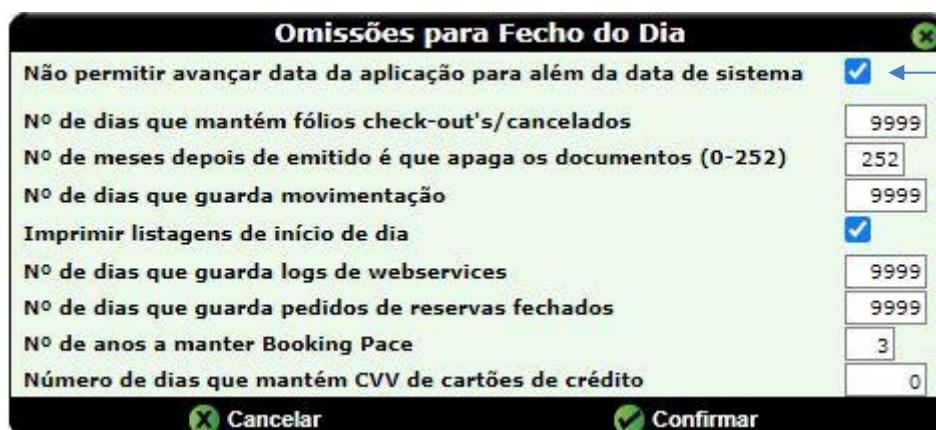 Omissões para Fecho do Dia
Não permitir avançar data da aplicação para além da data de sistema
Nº de dias que mantém fólios check-out's/cancelados 9999
Nº de meses depois de emitido é que apaga os documentos (0-252) 252
Nº de dias que guarda movimentação 9999
Imprimir listagens de início de dia
Nº de dias que guarda logs de webservices 9999
Nº de dias que guarda pedidos de reservas fechados 9999
Nº de anos a manter Booking Pace 3
Número de dias que mantém CVV de cartões de crédito 0
Cancelar Confirmar